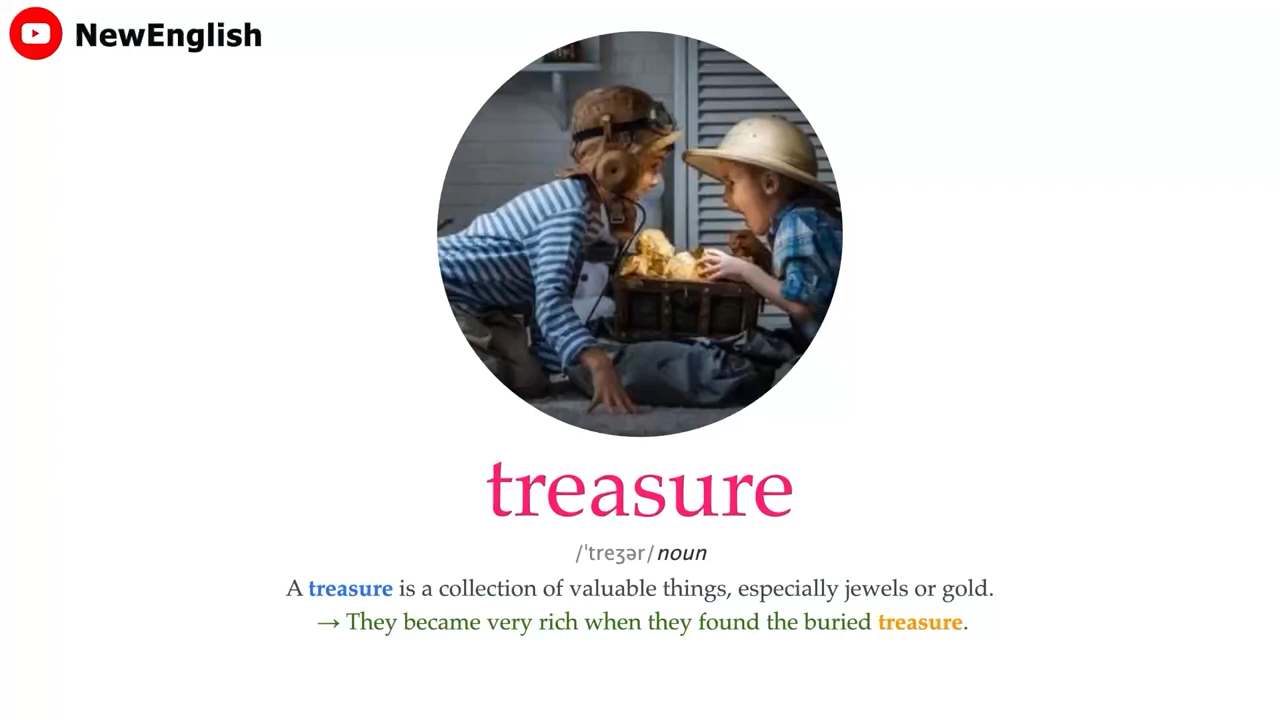 NewEnglish
treasure
/ˈtreʒər/ noun
A treasure is a collection of valuable things, especially jewels or gold.
→ They became very rich when they found the buried treasure.